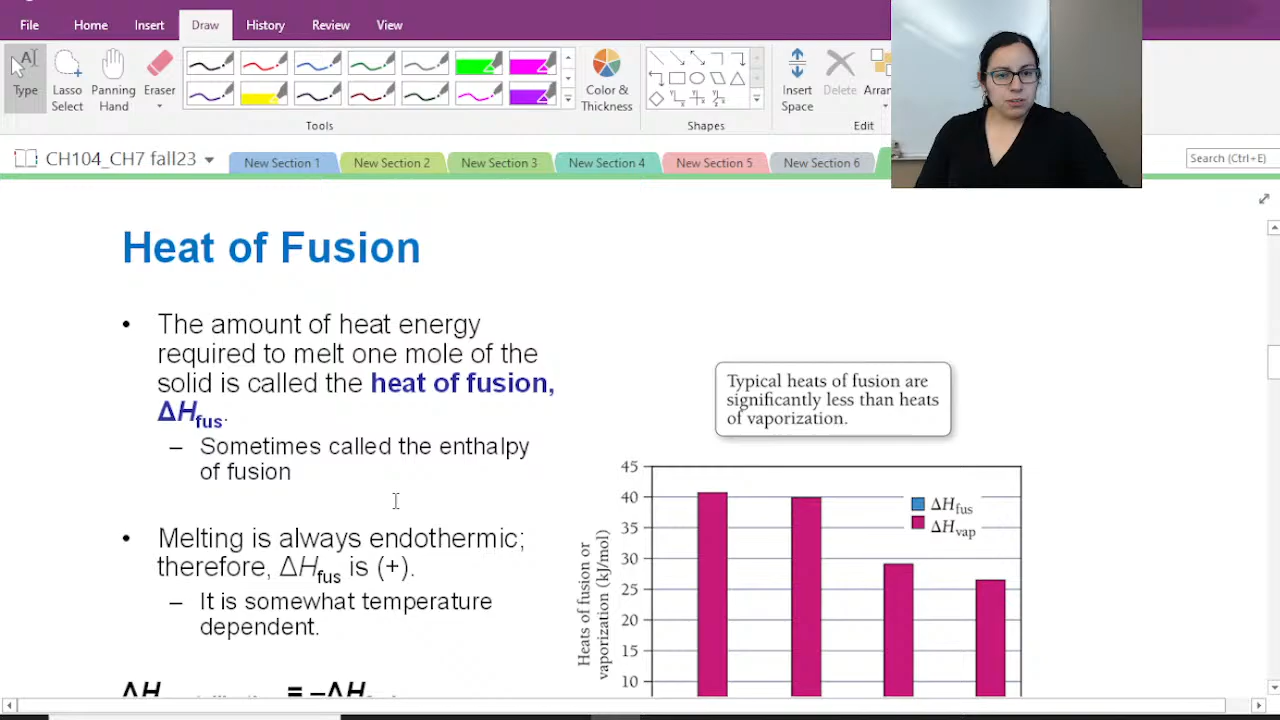 File Home Insert Draw History Review View
Type
Lasso
Select
Panning
Hand
Eraser
Color &
Thickness
Insert
Space
Delete
Tools
Shapes
Edit
CH104_CH7 fall23
New Section 1
New Section 2
New Section 3
New Section 4
New Section 5
New Section 6
Search (Ctrl+E)
Heat of Fusion
• The amount of heat energy
required to melt one mole of the
solid is called the heat of fusion,
ΔHfus.
– Sometimes called the enthalpy
of fusion
• Melting is always endothermic;
therefore, ΔHfus is (+).
– It is somewhat temperature
dependent.
Typical heats of fusion are
significantly less than heats
of vaporization.
Heats of fusion or
vaporization (kJ/mol)
45
40
35
30
25
20
15
10
ΔHfus
ΔHvap